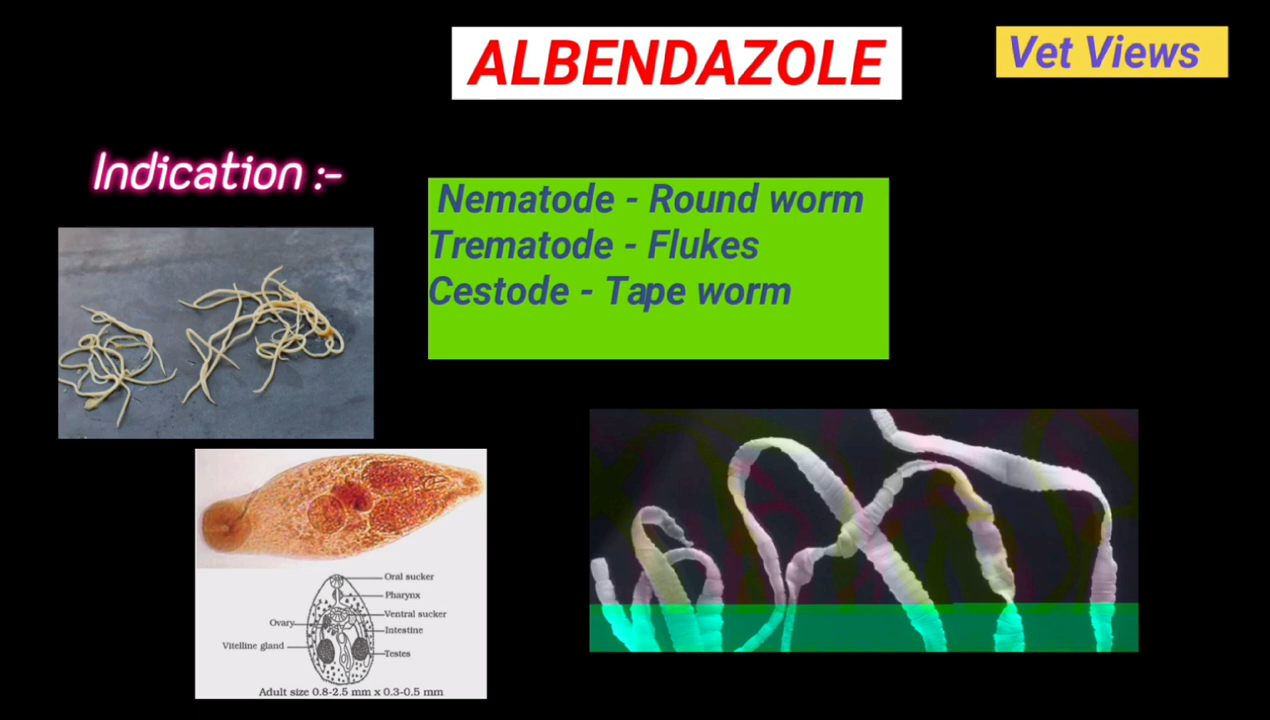 ALBENDAZOLE
Vet Views
Indication :-
Nematode - Round worm
Trematode - Flukes
Cestode - Tape worm
Oral sucker
Pharynx
Ventral sucker
Ovary
Intestine
Vitelline gland
Testes
Adult size 0.8-2.5 mm x 0.3-0.5 mm